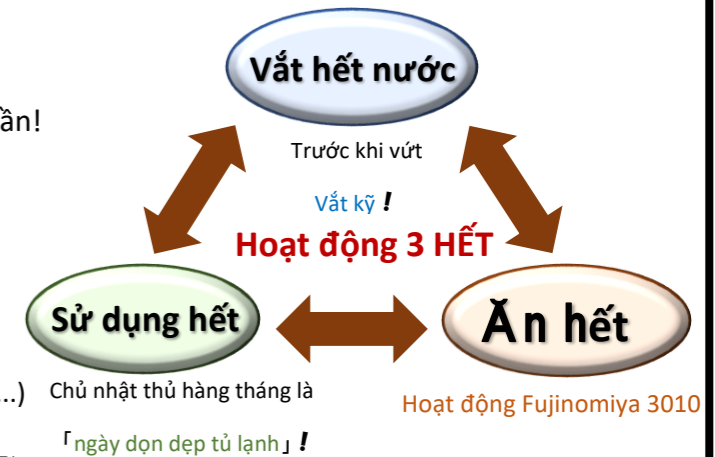 Vắt hết nước
ần!
Trước khi vứt
Vắt kỹ !
Hoạt động 3 HẾT
Sử dụng hết
Ăn hết
...) Chủ nhật thủ hàng tháng là
Hoạt động Fujinomiya 3010
「ngày dọn dẹp tủ lạnh」!